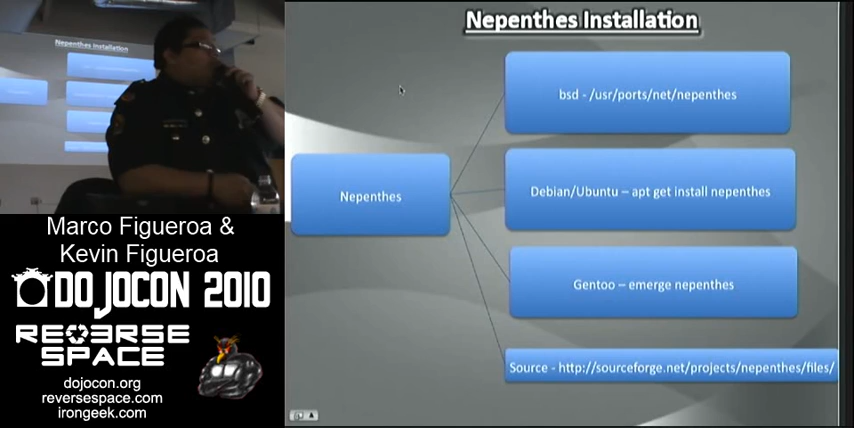 Nepenthes Installation
Nepenthes Installation
bsd - /usr/ports/net/nepenthes
Nepenthes
Debian/Ubuntu – apt get install nepenthes
Gentoo – emerge nepenthes
Source - http://sourceforge.net/projects/nepenthes/files/
Marco Figueroa &
Kevin Figueroa
DOJOCON 2010
REVERSE
SPACE
dojocon.org
reversespace.com
irongeek.com